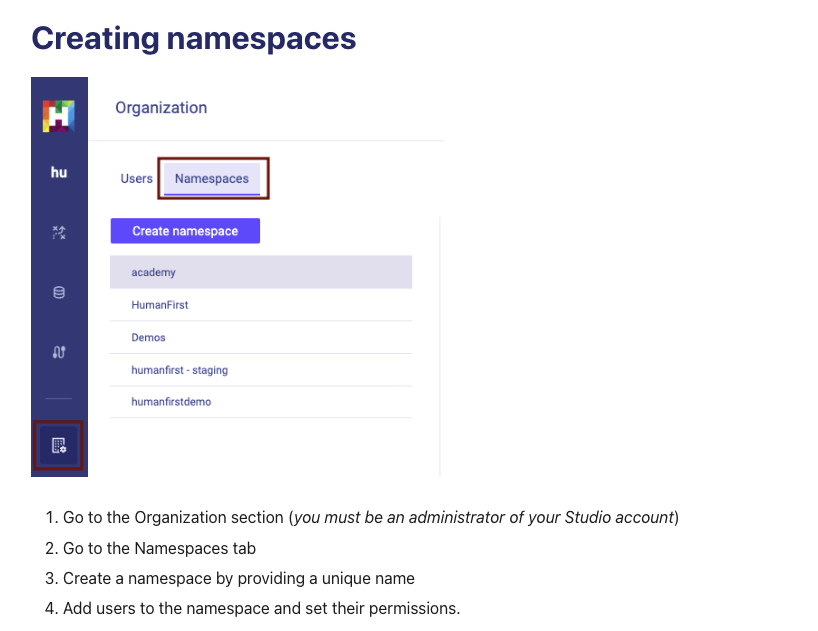 Creating namespaces
H
Organization
hu
Users
Namespaces
Create namespace
academy
HumanFirst
Demos
humanfirst - staging
humanfirstdemo
1. Go to the Organization section (you must be an administrator of your Studio account)
2. Go to the Namespaces tab
3. Create a namespace by providing a unique name
4. Add users to the namespace and set their permissions.